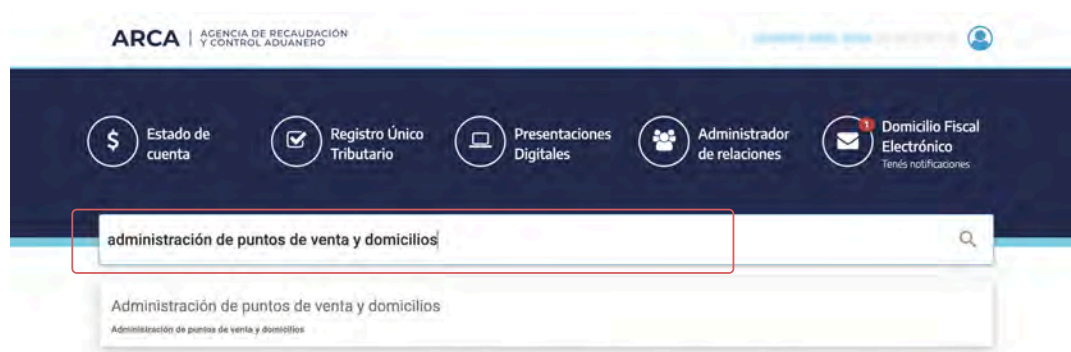 ARCA | AGENCIA DE RECAUDACIÓN
Y CONTROL ADUANERO
$ Estado de
cuenta
Registro Único
Tributario
Presentaciones
Digitales
Administrador
de relaciones
1 Domicilio Fiscal
Electrónico
Tenés notificaciones
administración de puntos de venta y domicilios
Administración de puntos de venta y domicilios
Administración de puntos de venta y domicilios